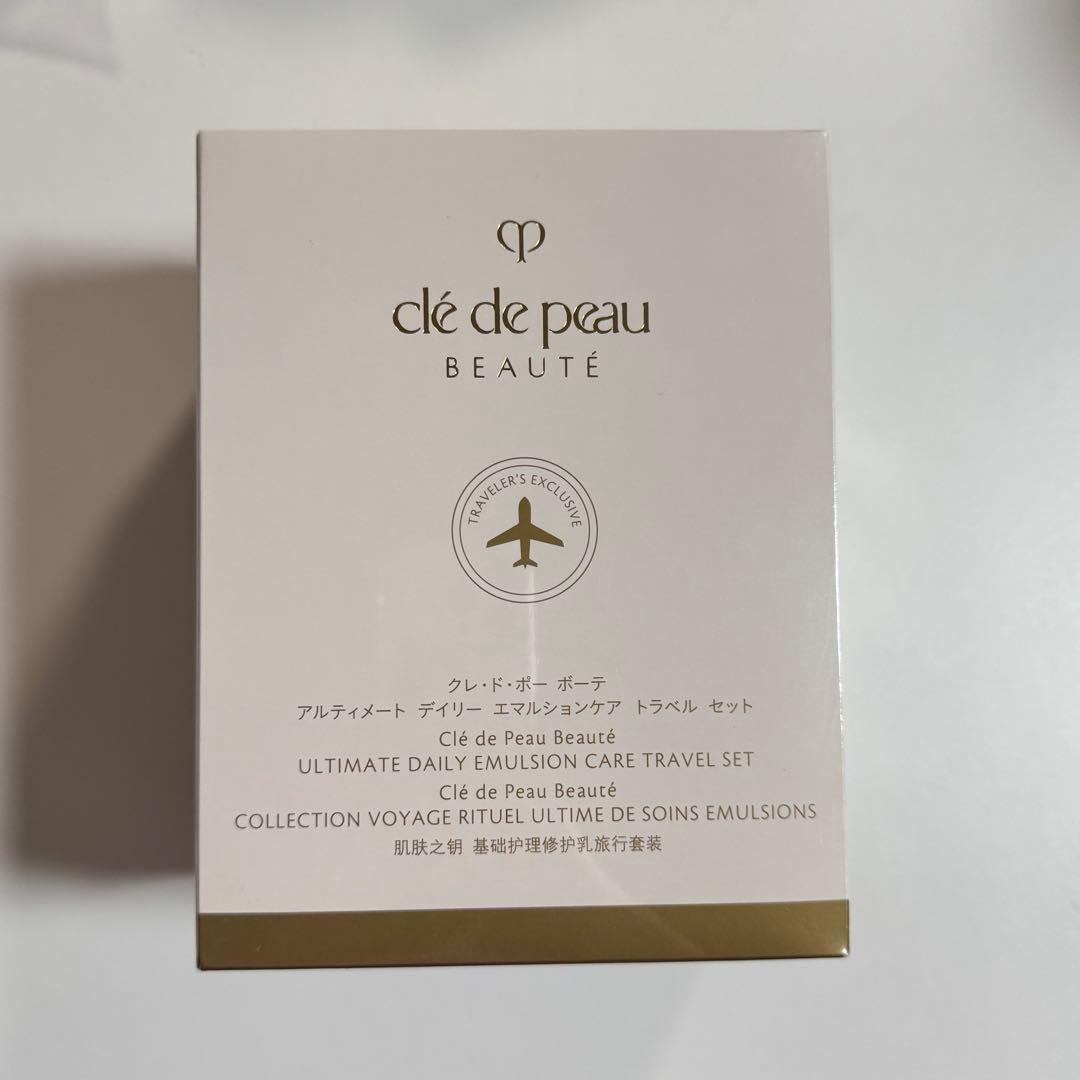 clé de peau
BEAUTÉ
TRAVELER'S EXCLUSIVE
クレ・ド・ポー ボーテ
アルティメート デイリー エマルションケア トラベル セット
Clé de Peau Beauté
ULTIMATE DAILY EMULSION CARE TRAVEL SET
Clé de Peau Beauté
COLLECTION VOYAGE RITUEL ULTIME DE SOINS EMULSIONS
肌肤之钥 基础护理修护乳旅行套装